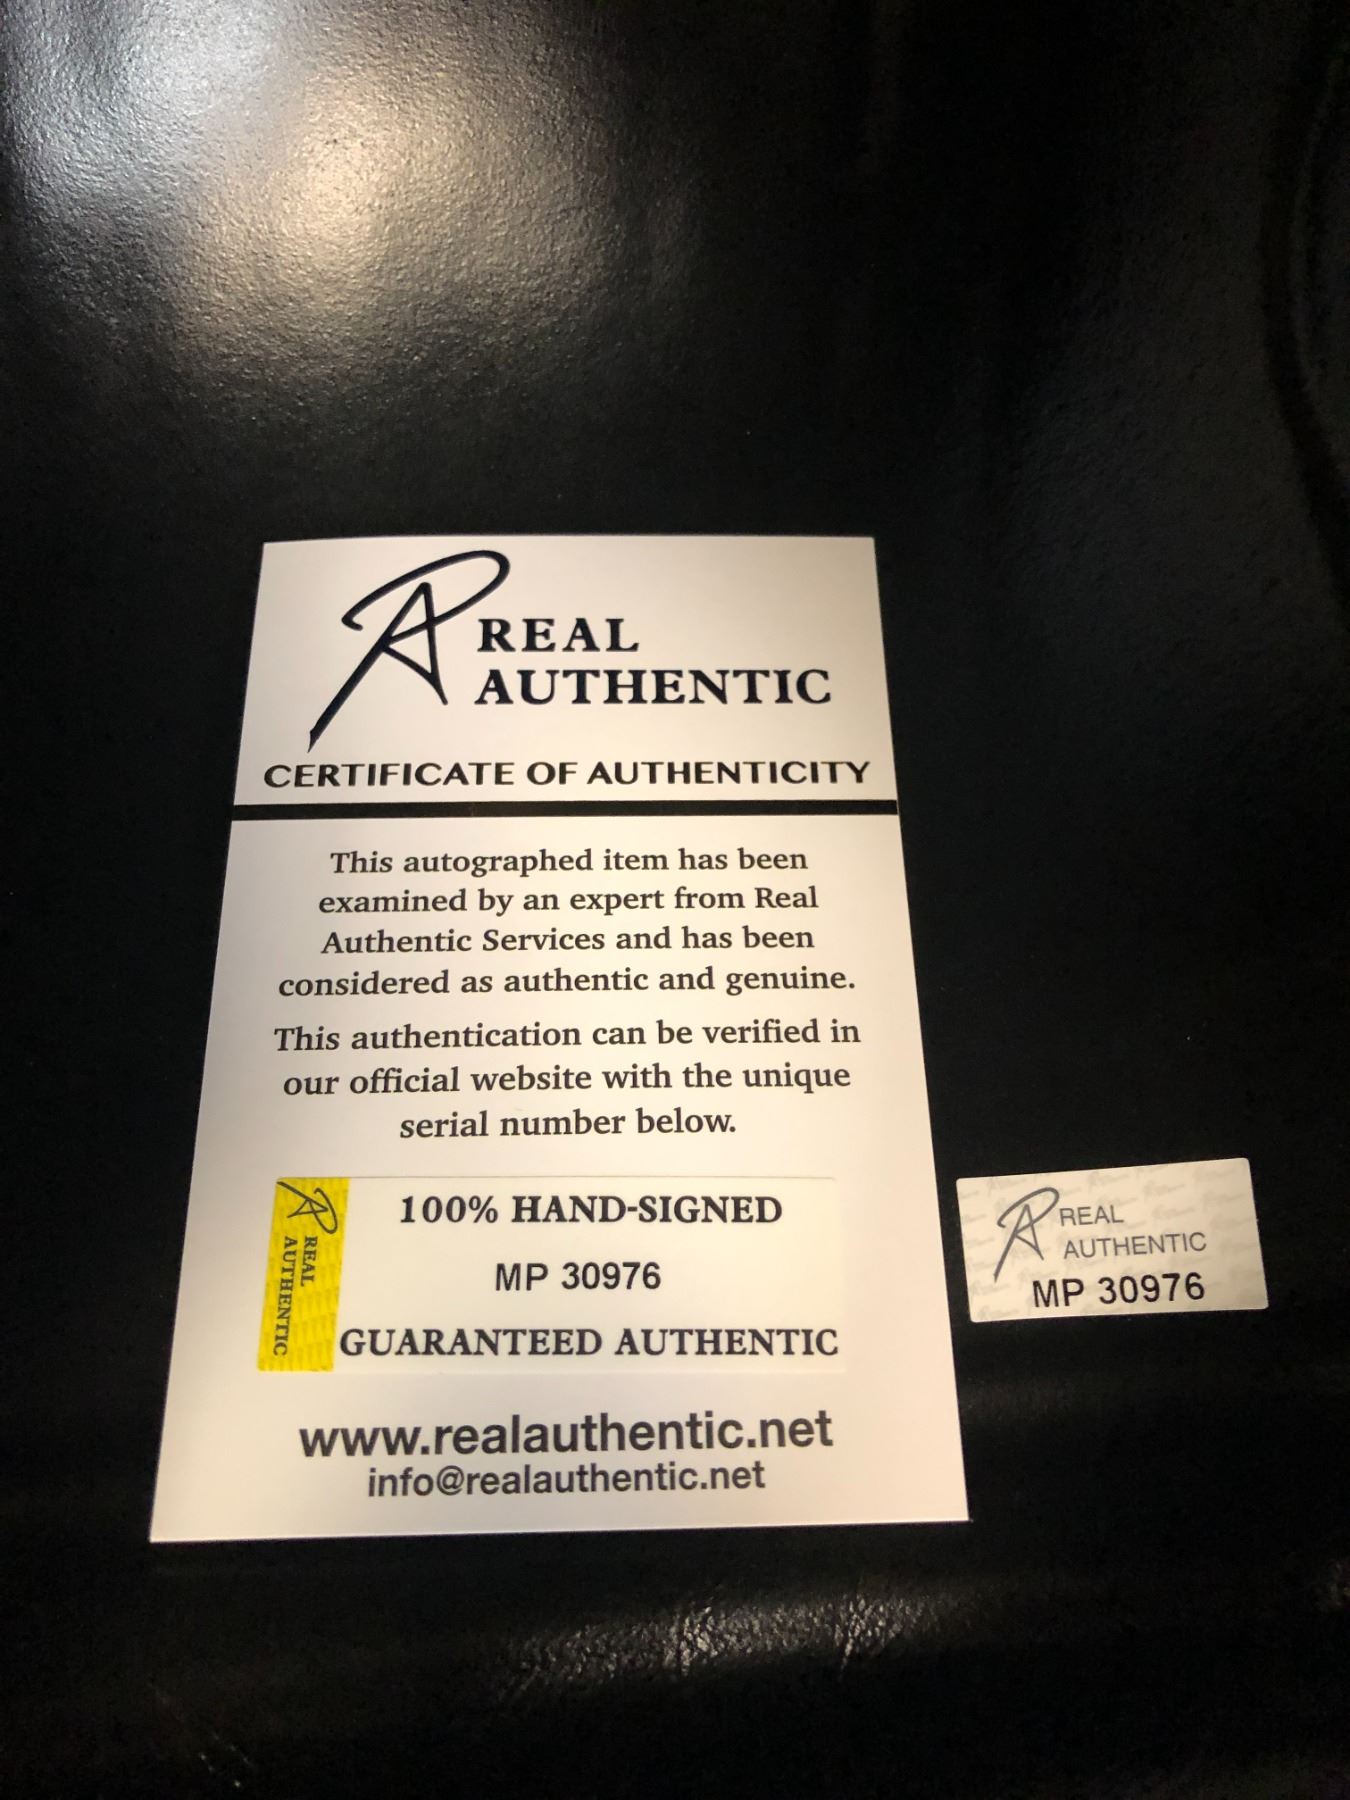 REAL
AUTHENTIC
CERTIFICATE OF AUTHENTICITY
This autographed item has been
examined by an expert from Real
Authentic Services and has been
considered as authentic and genuine.
This authentication can be verified in
our official website with the unique
serial number below.
REAL
AUTHENTIC
100% HAND-SIGNED
MP 30976
GUARANTEED AUTHENTIC
www.realauthentic.net
info@realauthentic.net
REAL
AUTHENTIC
MP 30976